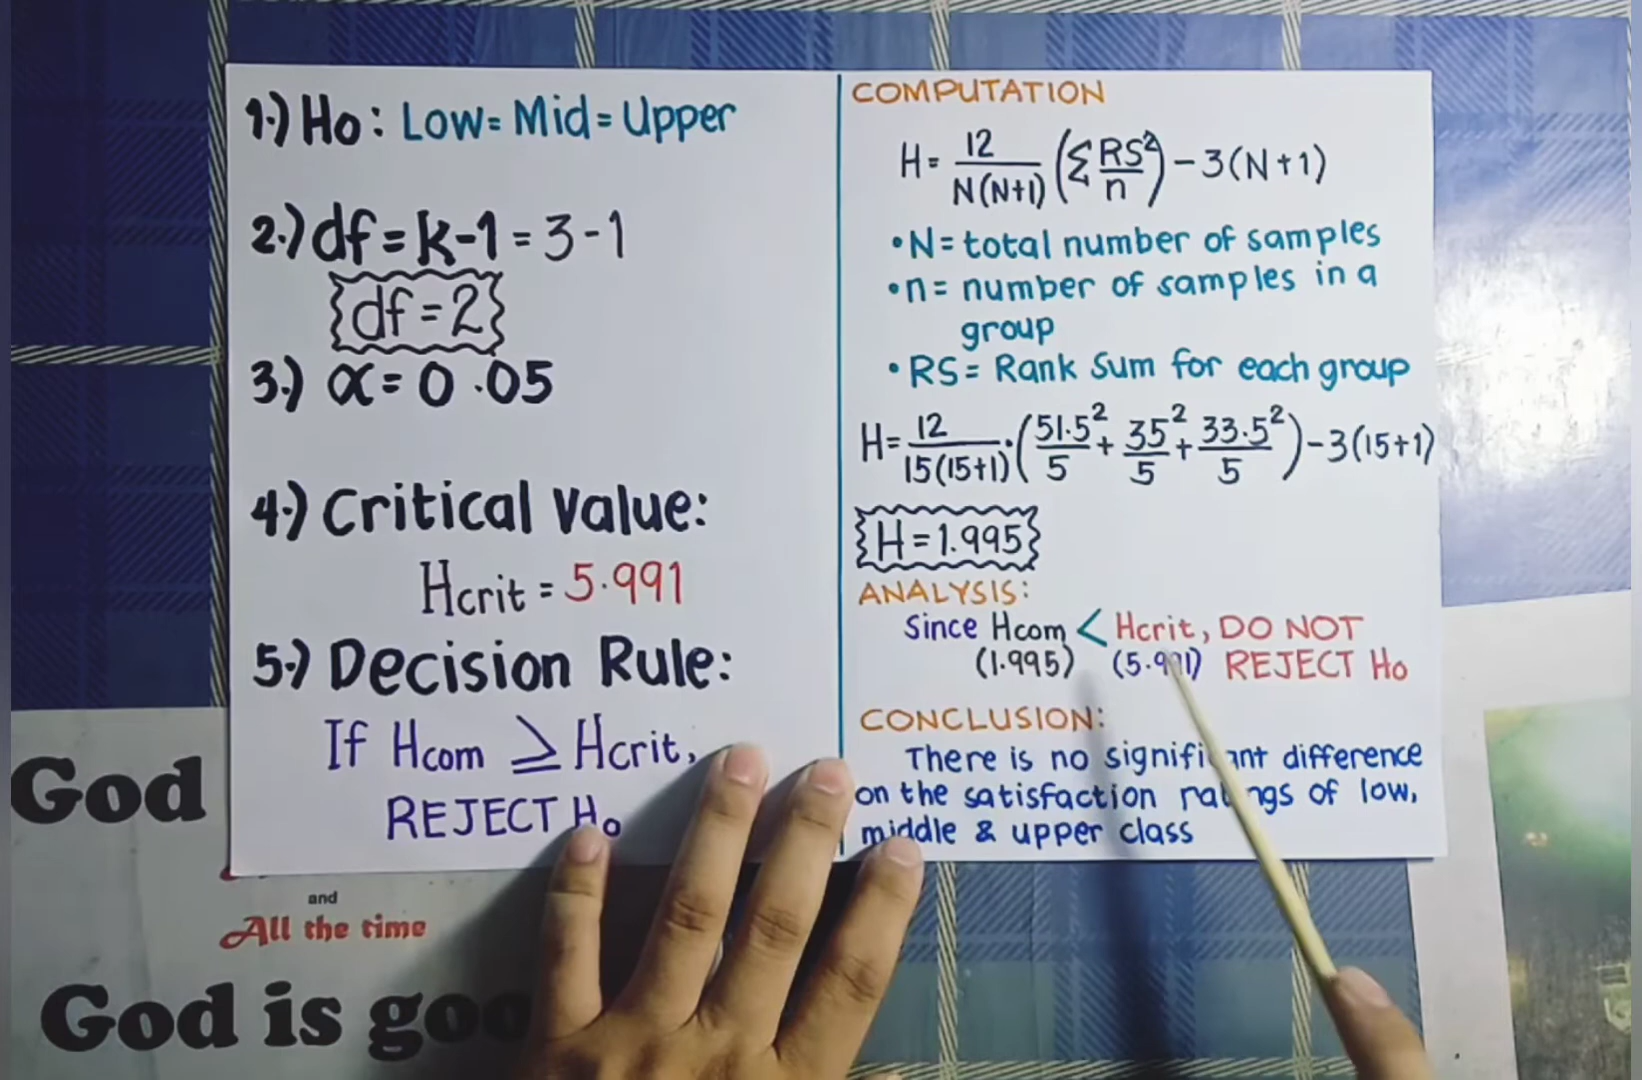 1.) Ho: Low = Mid = Upper
2.) df = k-1 = 3-1
df = 2
3.) α = 0.05
4.) Critical Value:
Hcrit = 5.991
5.) Decision Rule:
If Hcom ≥ Hcrit,
REJECT Ho
COMPUTATION
H = 12/N(N+1) (Σ RS²/n) - 3(N+1)
• N = total number of samples
• n = number of samples in a
group
• RS = Rank Sum for each group
H = 12/15(15+1) · (51.5²/5 + 35²/5 + 33.5²/5) - 3(15+1)
H = 1.995
ANALYSIS:
Since Hcom < Hcrit, DO NOT
(1.995) (5.991) REJECT Ho
CONCLUSION:
There is no significant difference
on the satisfaction ratings of low,
middle & upper class
God
and
All the time
God is good